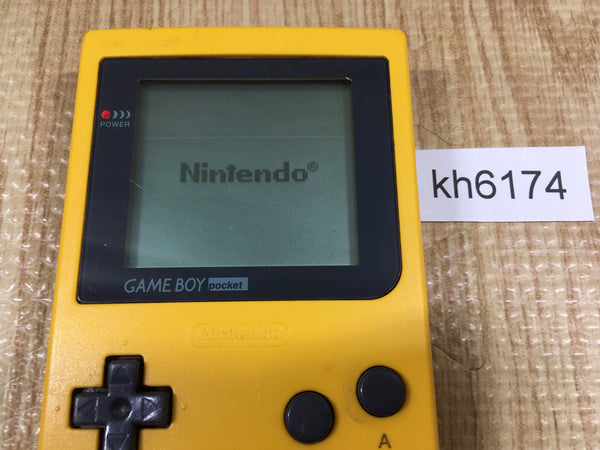 POWER
Nintendo®
kh6174
GAME BOY pocket
Nintendo
A